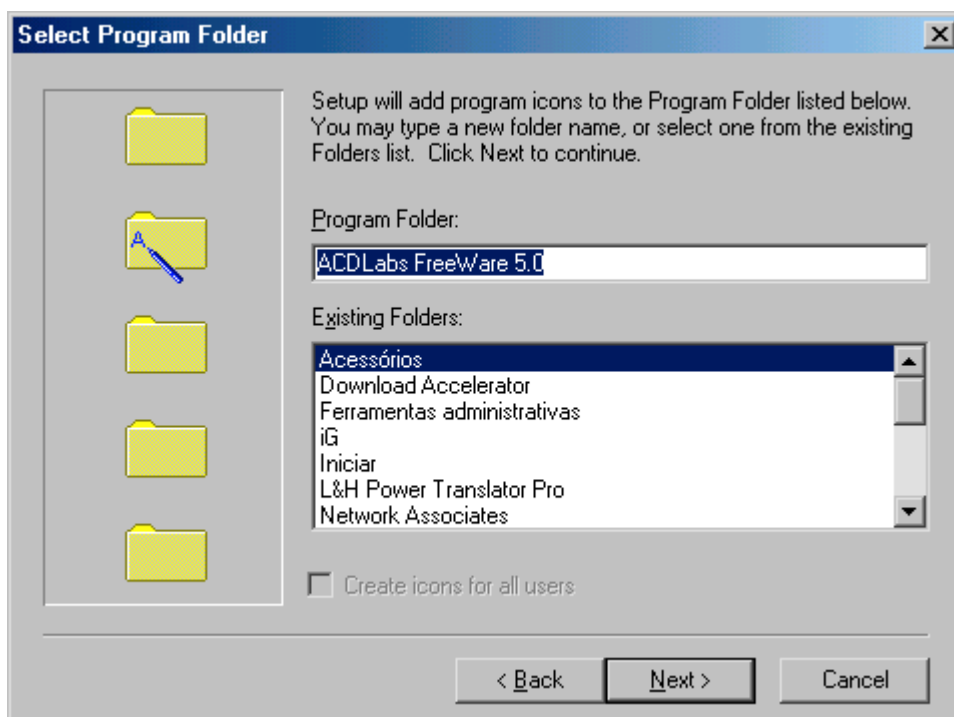 Select Program Folder
Setup will add program icons to the Program Folder listed below.
You may type a new folder name, or select one from the existing
Folders list. Click Next to continue.
A
Program Folder:
ACDLabs FreeWare 5.0
Existing Folders:
Acessórios
Download Accelerator
Ferramentas administrativas
iG
Iniciar
L&H Power Translator Pro
Network Associates
Create icons for all users
< Back
Next >
Cancel